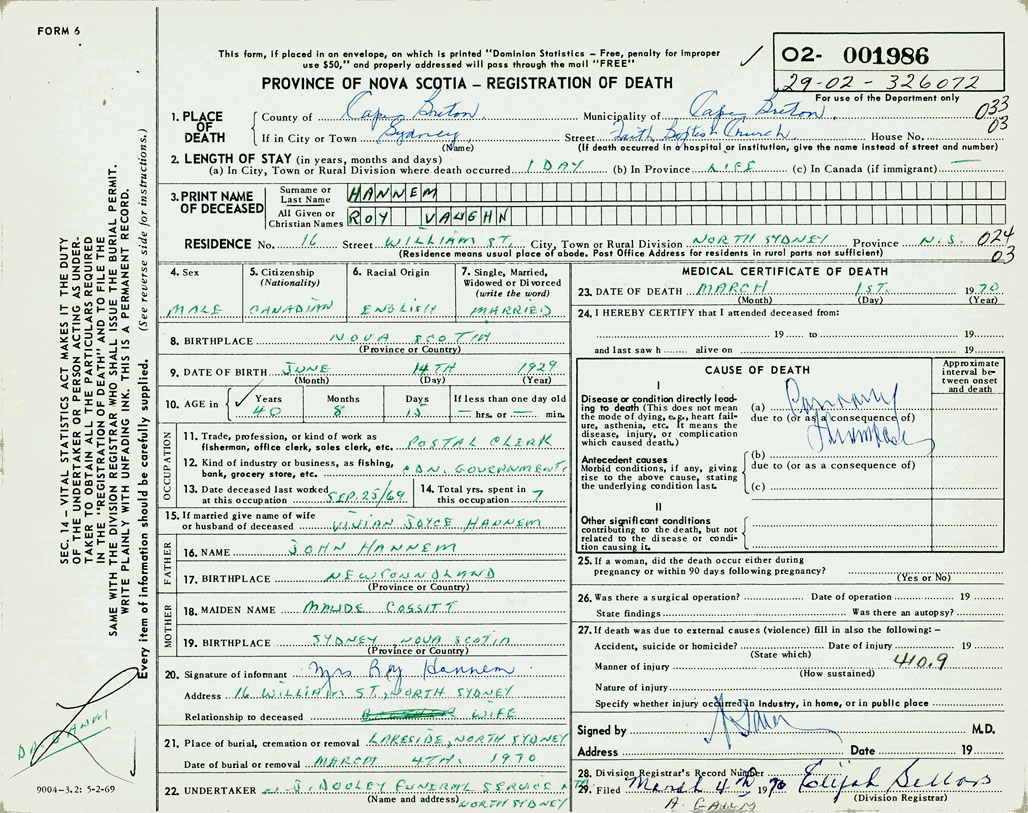 FORM 6
This form, if placed in an envelope, on which is printed "Dominion Statistics – Free, penalty for improper
use $50," and properly addressed will pass through the mail "FREE"
✓ 02- 001986
29-02-326072
For use of the Department only
PROVINCE OF NOVA SCOTIA – REGISTRATION OF DEATH
1. PLACE OF DEATH
County of Cape Breton Municipality of Cape Breton 033
If in City or Town Sydney Street Faith Baptist Church House No. 03
(Name) (If death occurred in a hospital or institution, give the name instead of street and number)
2. LENGTH OF STAY (in years, months and days)
(a) In City, Town or Rural Division where death occurred 1 DAY (b) In Province LIFE (c) In Canada (if immigrant) —
3. PRINT NAME OF DECEASED
Surname or Last Name HANNEM
All Given or Christian Names ROY VAUGHN
RESIDENCE No. 16 Street WILLIAM ST. City, Town or Rural Division NORTH SYDNEY Province N.S. 024
(Residence means usual place of abode. Post Office Address for residents in rural parts not sufficient) 03
4. Sex MALE
5. Citizenship (Nationality) CANADIAN
6. Racial Origin ENGLISH
7. Single, Married, Widowed or Divorced (write the word) MARRIED
8. BIRTHPLACE NOVA SCOTIA
(Province or Country)
9. DATE OF BIRTH JUNE 14TH 1929
(Month) (Day) (Year)
10. AGE in ✓ Years Months Days If less than one day old
40 8 15 — hrs. or — min.
OCCUPATION
11. Trade, profession, or kind of work as
fisherman, office clerk, sales clerk, etc. POSTAL CLERK
12. Kind of industry or business, as fishing,
bank, grocery store, etc. CDN. GOVERNMENT
13. Date deceased last worked
at this occupation SEP. 25/69
14. Total yrs. spent in
this occupation 7
15. If married give name of wife
or husband of deceased VIVIAN JOYCE HANNEM
FATHER
16. NAME JOHN HANNEM
17. BIRTHPLACE NEWFOUNDLAND
(Province or Country)
MOTHER
18. MAIDEN NAME MAUDE COSSITT
19. BIRTHPLACE SYDNEY, NOVA SCOTIA
(Province or Country)
20. Signature of informant Mrs Roy Hannem
Address 16 WILLIAM ST, NORTH SYDNEY
Relationship to deceased WIFE
21. Place of burial, cremation or removal LAKESIDE, NORTH SYDNEY
Date of burial or removal MARCH 4TH. 1970
22. UNDERTAKER J. DOOLEY FUNERAL SERVICE
(Name and address) NORTH SYDNEY
MEDICAL CERTIFICATE OF DEATH
23. DATE OF DEATH MARCH 1ST. 1970
(Month) (Day) (Year)
24. I HEREBY CERTIFY that I attended deceased from:
19 to 19
and last saw h alive on 19
CAUSE OF DEATH
Approximate interval between onset and death
I
Disease or condition directly leading
to death (This does not mean
the mode of dying, e.g., heart failure,
asthenia, etc. It means the
disease, injury, or complication
which caused death.)
(a) Coronary
due to (or as a consequence of)
Thrombosis
Antecedent causes
Morbid conditions, if any, giving
rise to the above cause, stating
the underlying condition last.
(b)
due to (or as a consequence of)
(c)
II
Other significant conditions
contributing to the death, but not
related to the disease or condition
causing it.
25. If a woman, did the death occur either during
pregnancy or within 90 days following pregnancy?
(Yes or No)
26. Was there a surgical operation? Date of operation 19
State findings Was there an autopsy?
27. If death was due to external causes (violence) fill in also the following: –
Accident, suicide or homicide? Date of injury 19
(State which) 410.9
Manner of injury
(How sustained)
Nature of injury
Specify whether injury occurred in Industry, in home, or in public place
Signed by M.D.
Address Date 19
28. Division Registrar's Record Number
29. Filed March 4th 1970 Elijah Sellors
(Division Registrar)
SEC. 14 – VITAL STATISTICS ACT MAKES IT THE DUTY
OF THE UNDERTAKER OR PERSON ACTING AS UNDERTAKER
TO OBTAIN ALL THE PARTICULARS REQUIRED
IN THE "REGISTRATION OF DEATH" AND TO FILE THE
SAME WITH THE DIVISION REGISTRAR WHO SHALL ISSUE THE BURIAL PERMIT.
WRITE PLAINLY WITH UNFADING INK. THIS IS A PERMANENT RECORD.
Every item of information should be carefully supplied. (See reverse side for instructions.)
9004-3.2: 5-2-69